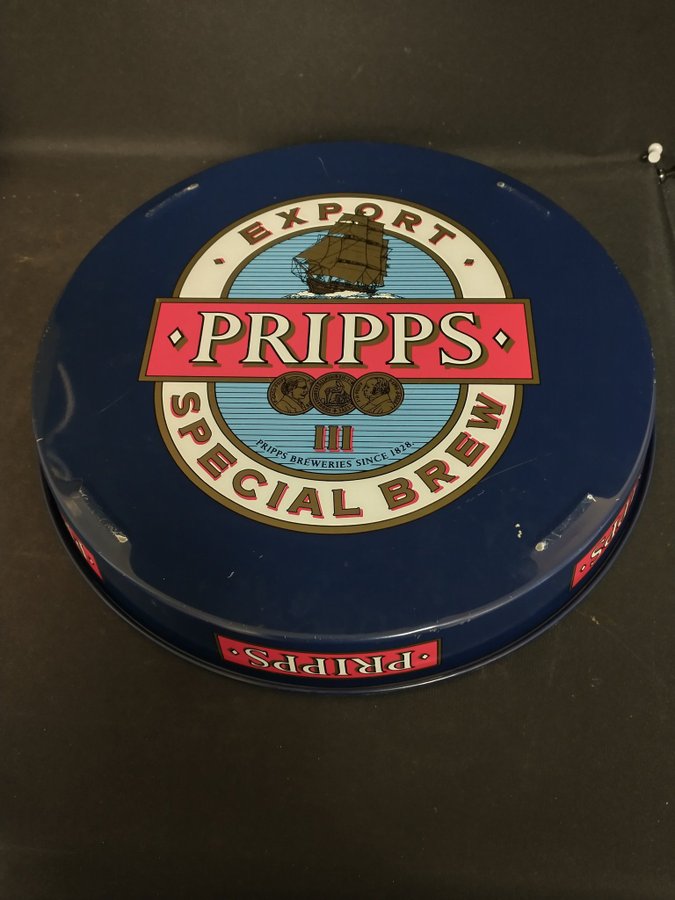 EXPORT
PRIPPS
III
PRIPPS BREWERIES SINCE 1828.
SPECIAL BREW
PRIPPS